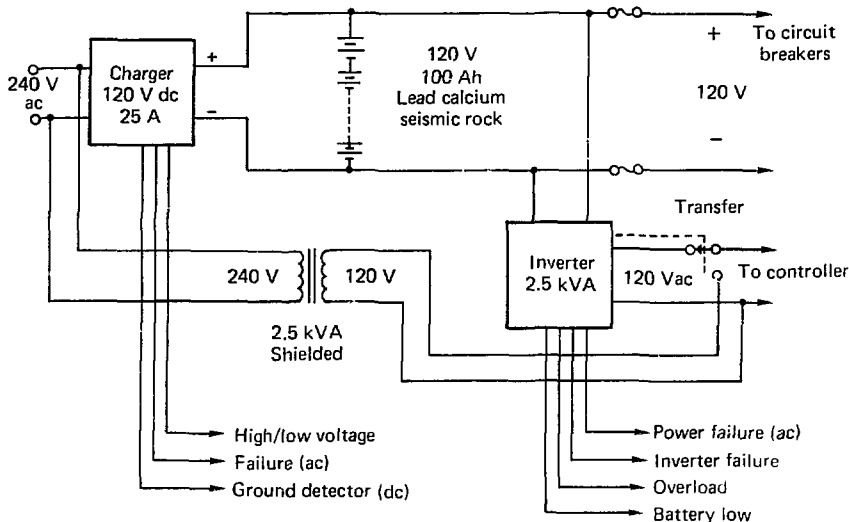 240 V
ac
Charger
120 V dc
25 A
+
−
120 V
100 Ah
Lead calcium
seismic rock
To circuit
breakers
+
120 V
−
Transfer
240 V
120 V
2.5 kVA
Shielded
Inverter
2.5 kVA
120 Vac
To controller
High/low voltage
Failure (ac)
Ground detector (dc)
Power failure (ac)
Inverter failure
Overload
Battery low